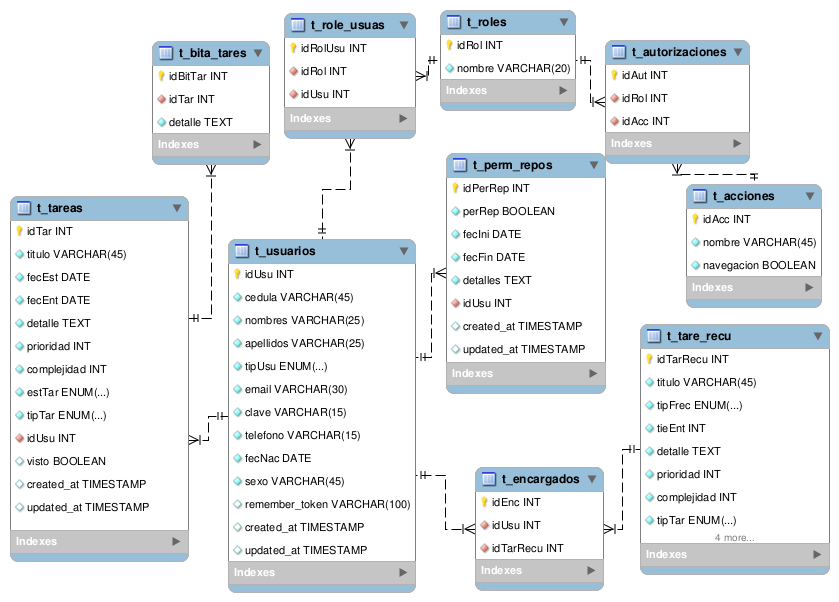 t_bita_tares
idBitTar INT
idTar INT
detalle TEXT
Indexes
t_role_usuas
idRolUsu INT
idRol INT
idUsu INT
Indexes
t_roles
idRol INT
nombre VARCHAR(20)
Indexes
t_autorizaciones
idAut INT
idRol INT
idAcc INT
Indexes
t_perm_repos
idPerRep INT
perRep BOOLEAN
fecIni DATE
fecFin DATE
detalles TEXT
idUsu INT
created_at TIMESTAMP
updated_at TIMESTAMP
Indexes
t_acciones
idAcc INT
nombre VARCHAR(45)
navegacion BOOLEAN
Indexes
t_tareas
idTar INT
titulo VARCHAR(45)
fecEst DATE
fecEnt DATE
detalle TEXT
prioridad INT
complejidad INT
estTar ENUM(...)
tipTar ENUM(...)
idUsu INT
visto BOOLEAN
created_at TIMESTAMP
updated_at TIMESTAMP
Indexes
t_usuarios
idUsu INT
cedula VARCHAR(45)
nombres VARCHAR(25)
apellidos VARCHAR(25)
tipUsu ENUM(...)
email VARCHAR(30)
clave VARCHAR(15)
telefono VARCHAR(15)
fecNac DATE
sexo VARCHAR(45)
remember_token VARCHAR(100)
created_at TIMESTAMP
updated_at TIMESTAMP
Indexes
t_encargados
idEnc INT
idUsu INT
idTarRecu INT
Indexes
t_tare_recu
idTarRecu INT
titulo VARCHAR(45)
tipFrec ENUM(...)
tieEnt INT
detalle TEXT
prioridad INT
complejidad INT
tipTar ENUM(...)
4 more...
Indexes